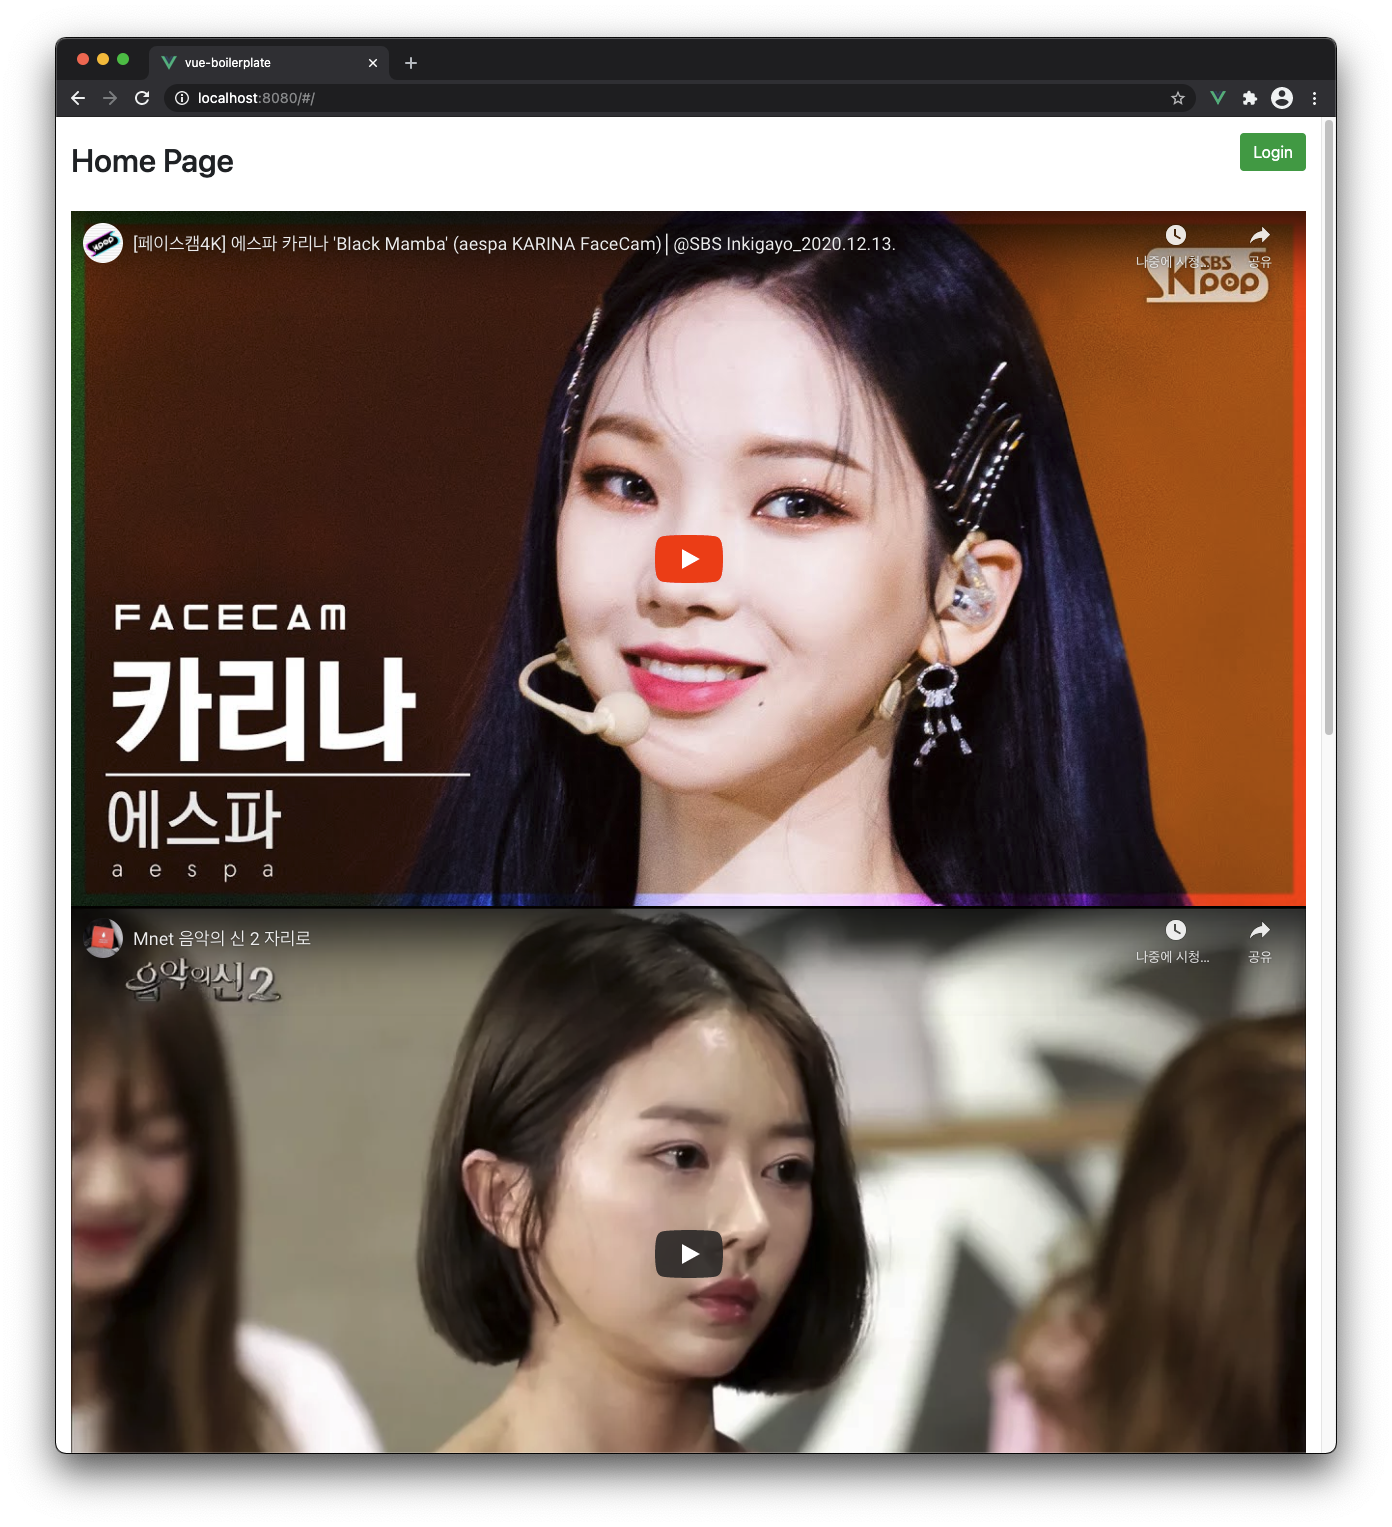 vue-boilerplate
localhost:8080/#/
Home Page
Login
kpop
[페이스캠4K] 에스파 카리나 'Black Mamba' (aespa KARINA FaceCam)│@SBS Inkigayo_2020.12.13.
나중에 시청...
공유
SBS
Kpop
FACECAM
카리나
에스파
aespa
Mnet 음악의 신 2 자리로
나중에 시청...
공유
음악의신2